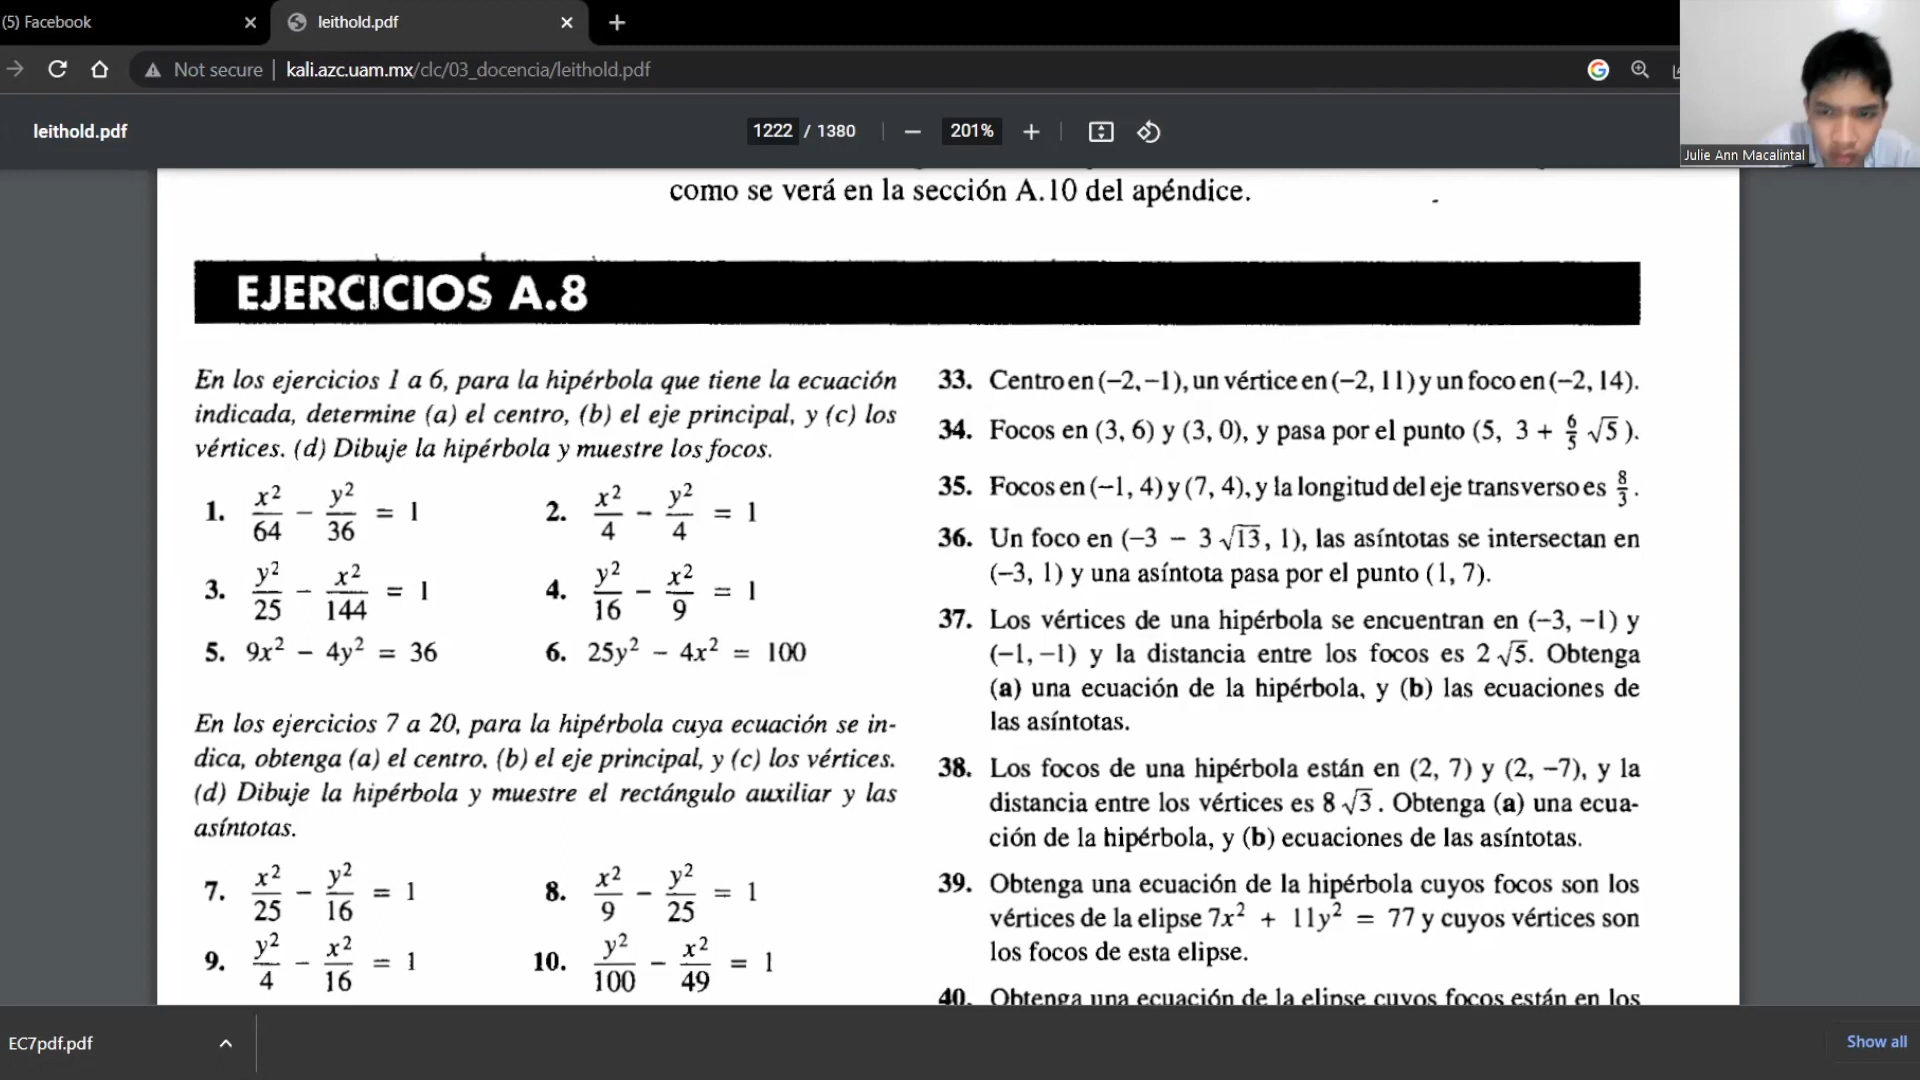 (5) Facebook
leithold.pdf
Not secure | kali.azc.uam.mx/clc/03_docencia/leithold.pdf
leithold.pdf
1222 / 1380
201%
Julie Ann Macalintal
como se verá en la sección A.10 del apéndice.
EJERCICIOS A.8
En los ejercicios 1 a 6, para la hipérbola que tiene la ecuación
indicada, determine (a) el centro, (b) el eje principal, y (c) los
vértices. (d) Dibuje la hipérbola y muestre los focos.
1. x²/64 − y²/36 = 1
2. x²/4 − y²/4 = 1
3. y²/25 − x²/144 = 1
4. y²/16 − x²/9 = 1
5. 9x² − 4y² = 36
6. 25y² − 4x² = 100
En los ejercicios 7 a 20, para la hipérbola cuya ecuación se in-
dica, obtenga (a) el centro, (b) el eje principal, y (c) los vértices.
(d) Dibuje la hipérbola y muestre el rectángulo auxiliar y las
asíntotas.
7. x²/25 − y²/16 = 1
8. x²/9 − y²/25 = 1
9. y²/4 − x²/16 = 1
10. y²/100 − x²/49 = 1
33. Centro en (−2, −1), un vértice en (−2, 11) y un foco en (−2, 14).
34. Focos en (3, 6) y (3, 0), y pasa por el punto (5, 3 + 6/5 √5).
35. Focos en (−1, 4) y (7, 4), y la longitud del eje transverso es 8/3.
36. Un foco en (−3 − 3√13, 1), las asíntotas se intersectan en
(−3, 1) y una asíntota pasa por el punto (1, 7).
37. Los vértices de una hipérbola se encuentran en (−3, −1) y
(−1, −1) y la distancia entre los focos es 2√5. Obtenga
(a) una ecuación de la hipérbola, y (b) las ecuaciones de
las asíntotas.
38. Los focos de una hipérbola están en (2, 7) y (2, −7), y la
distancia entre los vértices es 8√3. Obtenga (a) una ecua-
ción de la hipérbola, y (b) ecuaciones de las asíntotas.
39. Obtenga una ecuación de la hipérbola cuyos focos son los
vértices de la elipse 7x² + 11y² = 77 y cuyos vértices son
los focos de esta elipse.
40. Obtenga una ecuación de la elipse cuyos focos están en los
EC7pdf.pdf
Show all